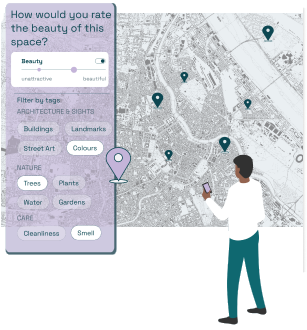 How would you rate
the beauty of this
space?
Beauty
unattractive beautiful
Filter by tags:
ARCHITECTURE & SIGHTS
Buildings Landmarks
Street Art Colours
NATURE
Trees Plants
Water Gardens
CARE
Cleanliness Smell